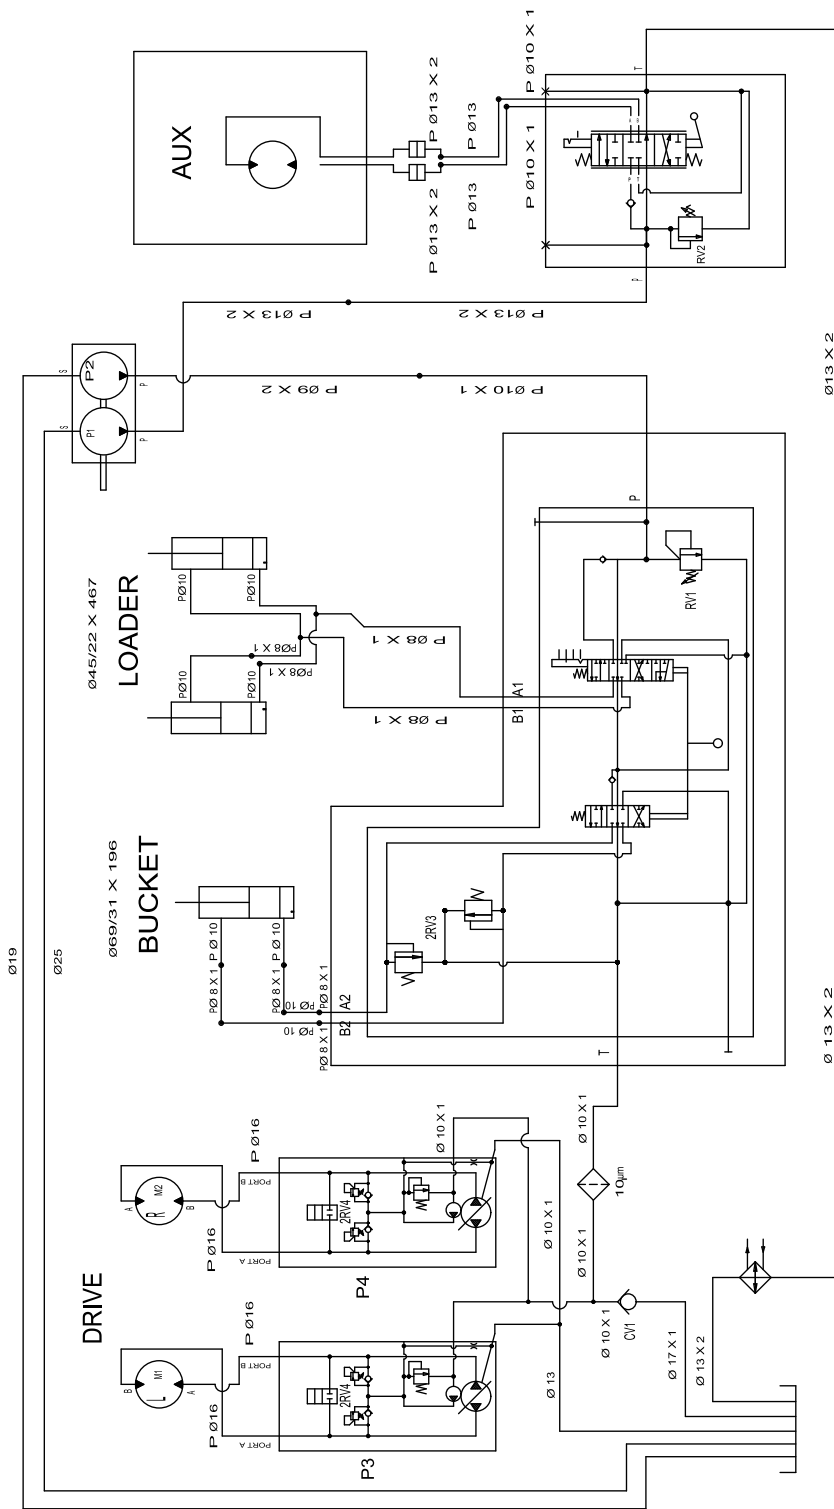 AUX
P Ø10 X 1
P Ø10 X 1
P Ø13 X 2
P Ø13
P Ø13 X 2
P Ø13
T
P
RV2
P Ø13 X 2
P Ø13 X 2
S
P2
P
S
P1
P
P Ø9 X 2
P Ø10 X 1
Ø13 X 2
Ø45/22 X 467
LOADER
PØ10
PØ10
PØ10
PØ10
PØ8 X 1
PØ8 X 1
P Ø8 X 1
P Ø8 X 1
B1
A1
P
RV1
Ø19
Ø25
Ø69/31 X 196
BUCKET
PØ 8 X 1
P Ø 10
PØ 8 X 1
P Ø 10
PØ 10
PØ 8 X 1
PØ 10
PØ 8 X 1
A2
B2
2RV3
T
Ø 13 X 2
DRIVE
A
M2
R
B
P Ø16
P Ø16
PORT B
PORT A
2RV4
P4
Ø 10 X 1
Ø 10 X 1
10µm
Ø 10 X 1
Ø 10 X 1
B
M1
L
A
P Ø16
P Ø16
PORT B
PORT A
2RV4
P3
Ø 13
Ø 10 X 1
CV1
Ø 17 X 1
Ø 13 X 2